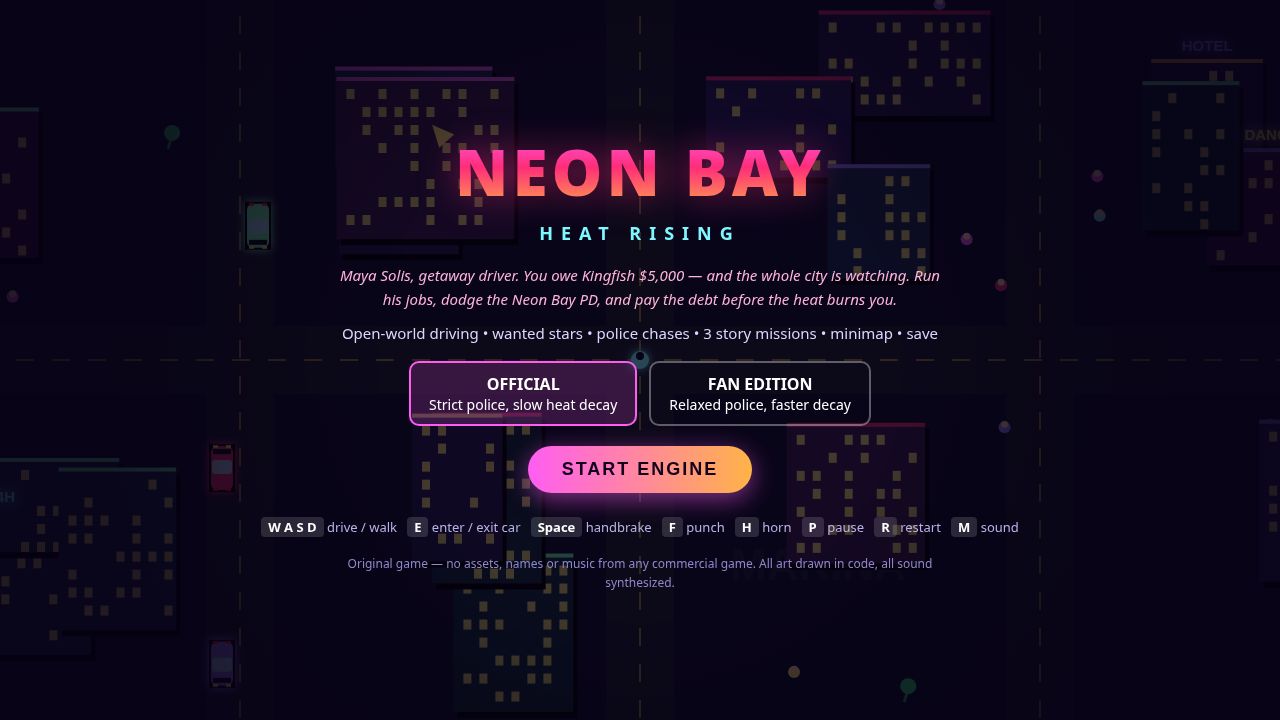 HOTEL
NEON BAY
HEAT RISING
Maya Solis, getaway driver. You owe Kingfish $5,000 — and the whole city is watching. Run
his jobs, dodge the Neon Bay PD, and pay the debt before the heat burns you.
Open-world driving • wanted stars • police chases • 3 story missions • minimap • save
OFFICIAL
Strict police, slow heat decay
FAN EDITION
Relaxed police, faster decay
START ENGINE
W A S D drive / walk E enter / exit car Space handbrake F punch H horn P pause R restart M sound
Original game — no assets, names or music from any commercial game. All art drawn in code, all sound
synthesized.